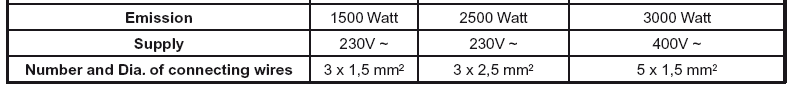 Emission 1500 Watt 2500 Watt 3000 Watt
Supply 230V ~ 230V ~ 400V ~
Number and Dia. of connecting wires 3 x 1,5 mm² 3 x 2,5 mm² 5 x 1,5 mm²